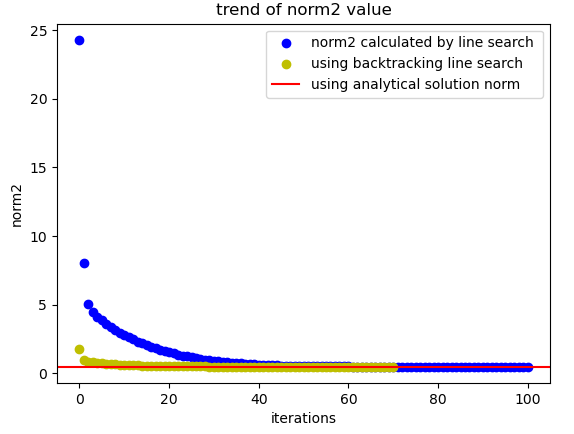 trend of norm2 value
25
20
15
10
5
0
norm2
norm2 calculated by line search
using backtracking line search
using analytical solution norm
0 20 40 60 80 100
iterations